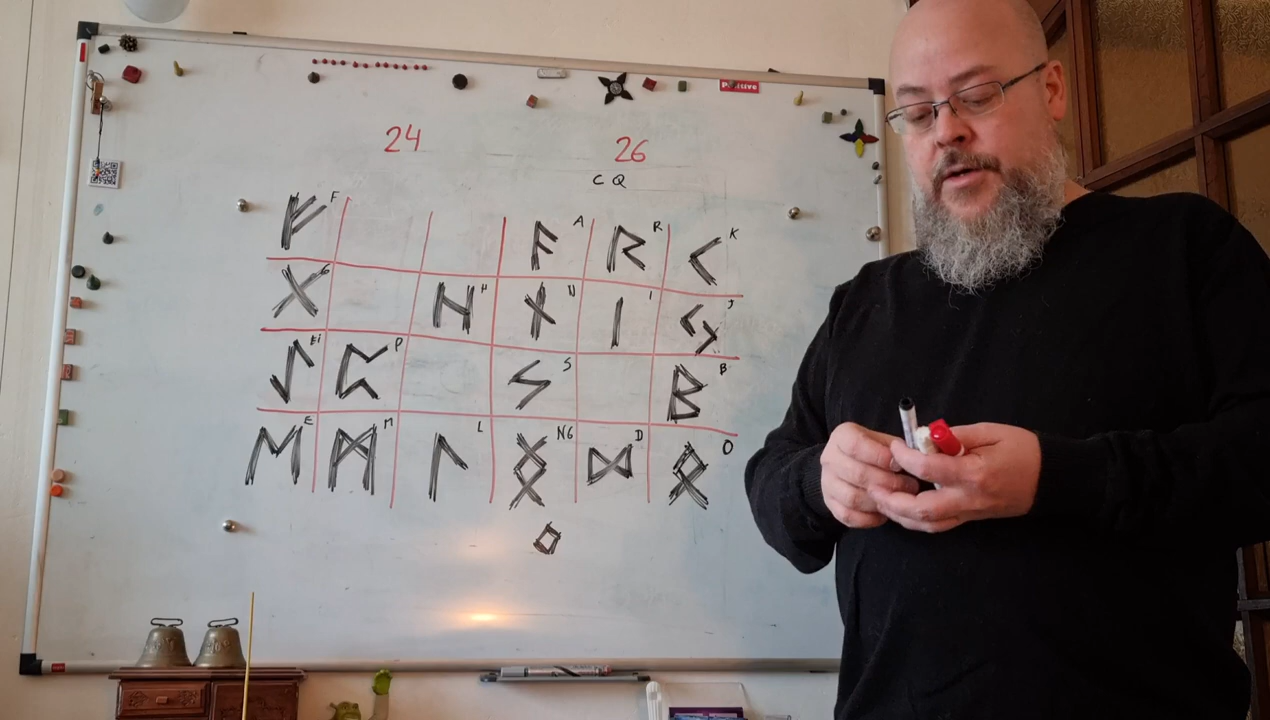 Positive
24 26
C Q
ᚠ F ᚨ A ᚱ R ᚲ K
ᚷ G ᚺ H ᚾ N ᛁ I ᛃ J
ᛇ Ei ᛈ P ᛊ S ᛒ B
ᛖ E ᛗ M ᛚ L ᛝ NG ᛞ D ᛟ O
ᛜ